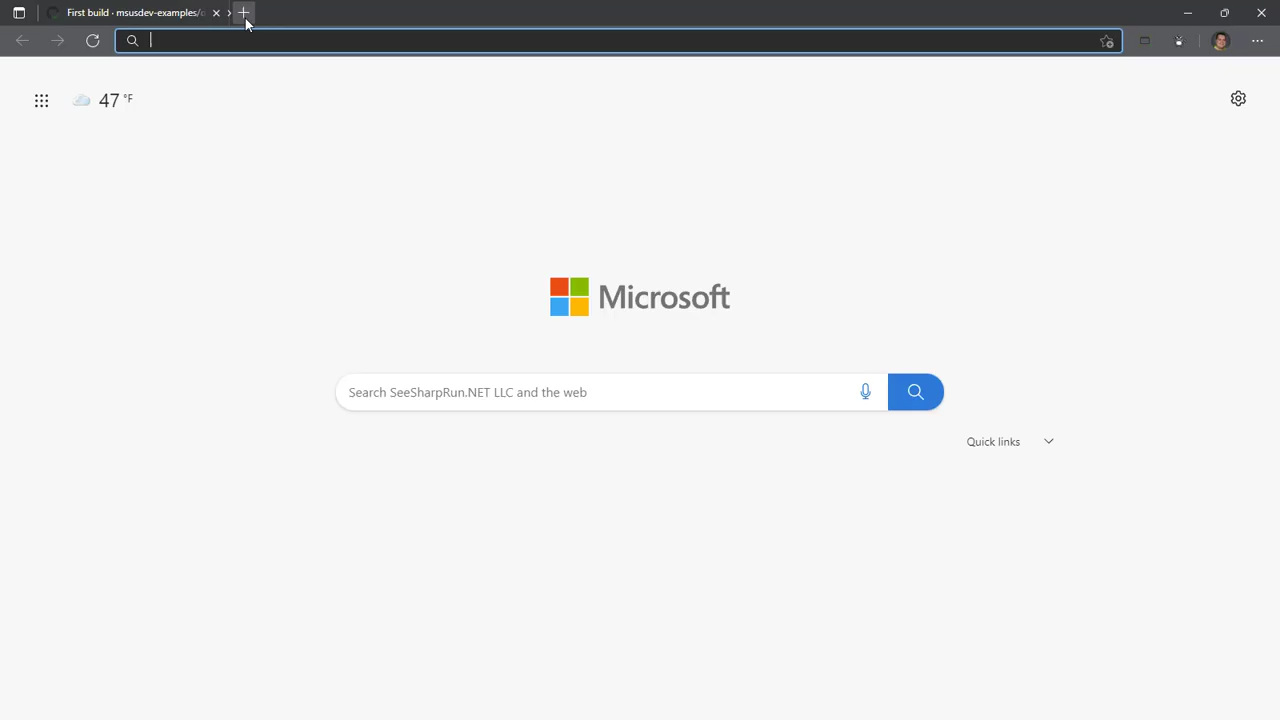 First build · msusdev-examples/c
47 °F
Microsoft
Search SeeSharpRun.NET LLC and the web
Quick links